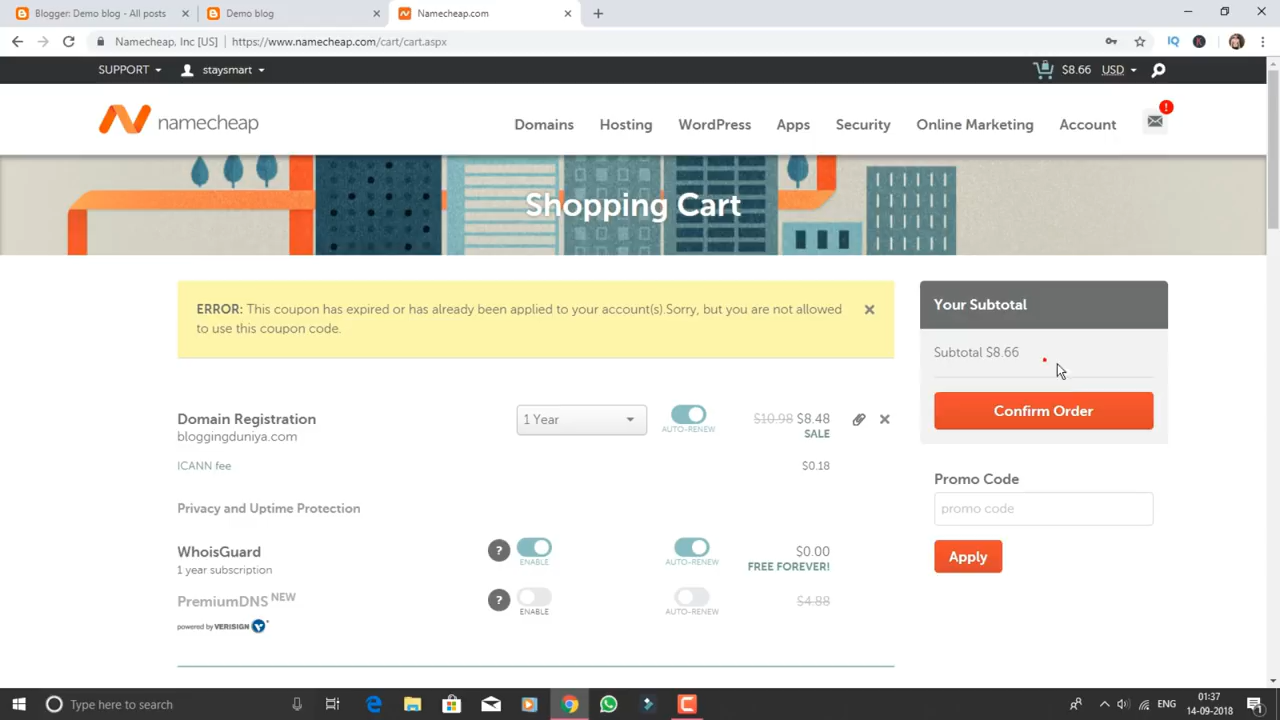 Blogger: Demo blog - All posts
Demo blog
Namecheap.com
Namecheap, Inc [US] https://www.namecheap.com/cart/cart.aspx
IQ
K
SUPPORT staysmart
$8.66 USD
namecheap
Domains Hosting WordPress Apps Security Online Marketing Account
!
Shopping Cart
ERROR: This coupon has expired or has already been applied to your account(s).Sorry, but you are not allowed
to use this coupon code.
Your Subtotal
Subtotal $8.66
Confirm Order
Domain Registration
bloggingduniya.com
1 Year
AUTO-RENEW
$10.98 $8.48
SALE
ICANN fee
$0.18
Promo Code
promo code
Apply
Privacy and Uptime Protection
WhoisGuard
1 year subscription
?
ENABLE
AUTO-RENEW
$0.00
FREE FOREVER!
PremiumDNS NEW
powered by VERISIGN
?
ENABLE
AUTO-RENEW
$4.88
Type here to search
ENG
01:37
14-09-2018
1